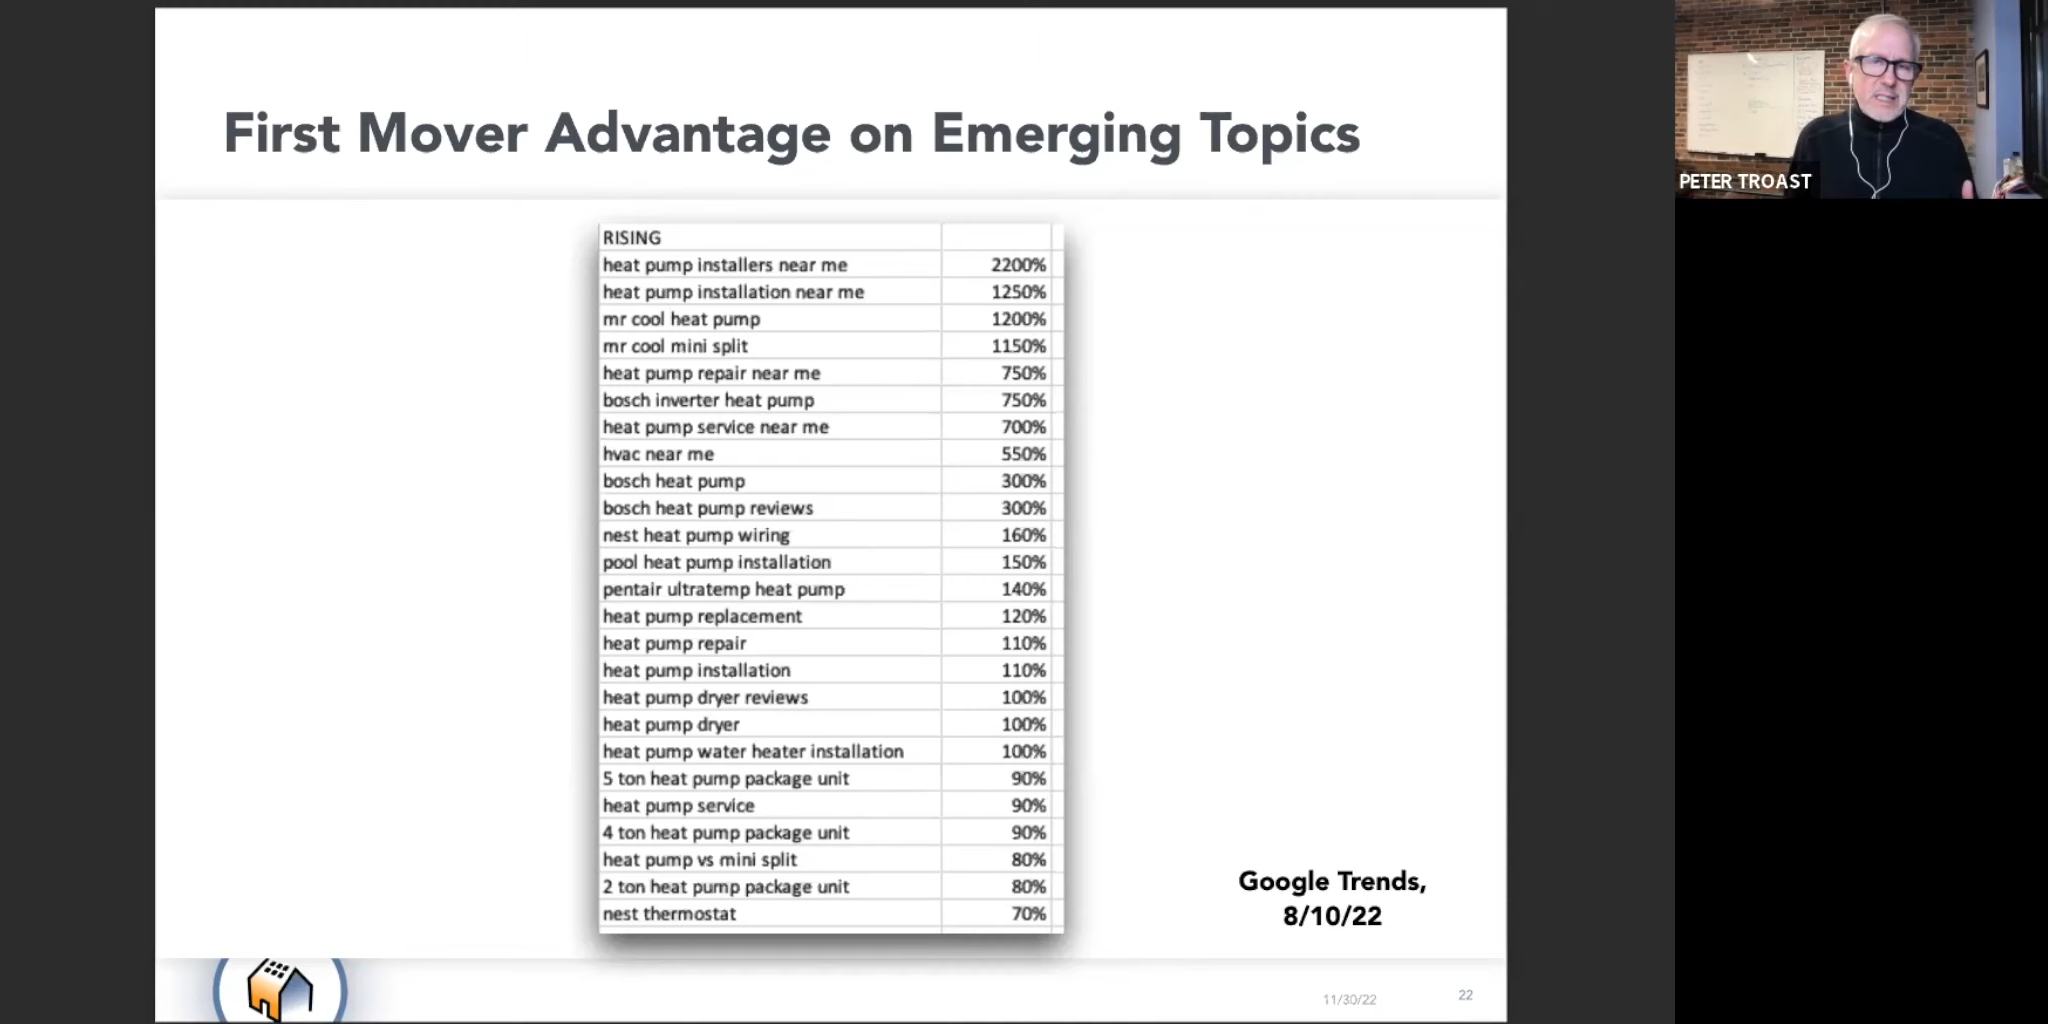 First Mover Advantage on Emerging Topics
RISING
heat pump installers near me 2200%
heat pump installation near me 1250%
mr cool heat pump 1200%
mr cool mini split 1150%
heat pump repair near me 750%
bosch inverter heat pump 750%
heat pump service near me 700%
hvac near me 550%
bosch heat pump 300%
bosch heat pump reviews 300%
nest heat pump wiring 160%
pool heat pump installation 150%
pentair ultratemp heat pump 140%
heat pump replacement 120%
heat pump repair 110%
heat pump installation 110%
heat pump dryer reviews 100%
heat pump dryer 100%
heat pump water heater installation 100%
5 ton heat pump package unit 90%
heat pump service 90%
4 ton heat pump package unit 90%
heat pump vs mini split 80%
2 ton heat pump package unit 80%
nest thermostat 70%
Google Trends,
8/10/22
11/30/22
22
PETER TROAST